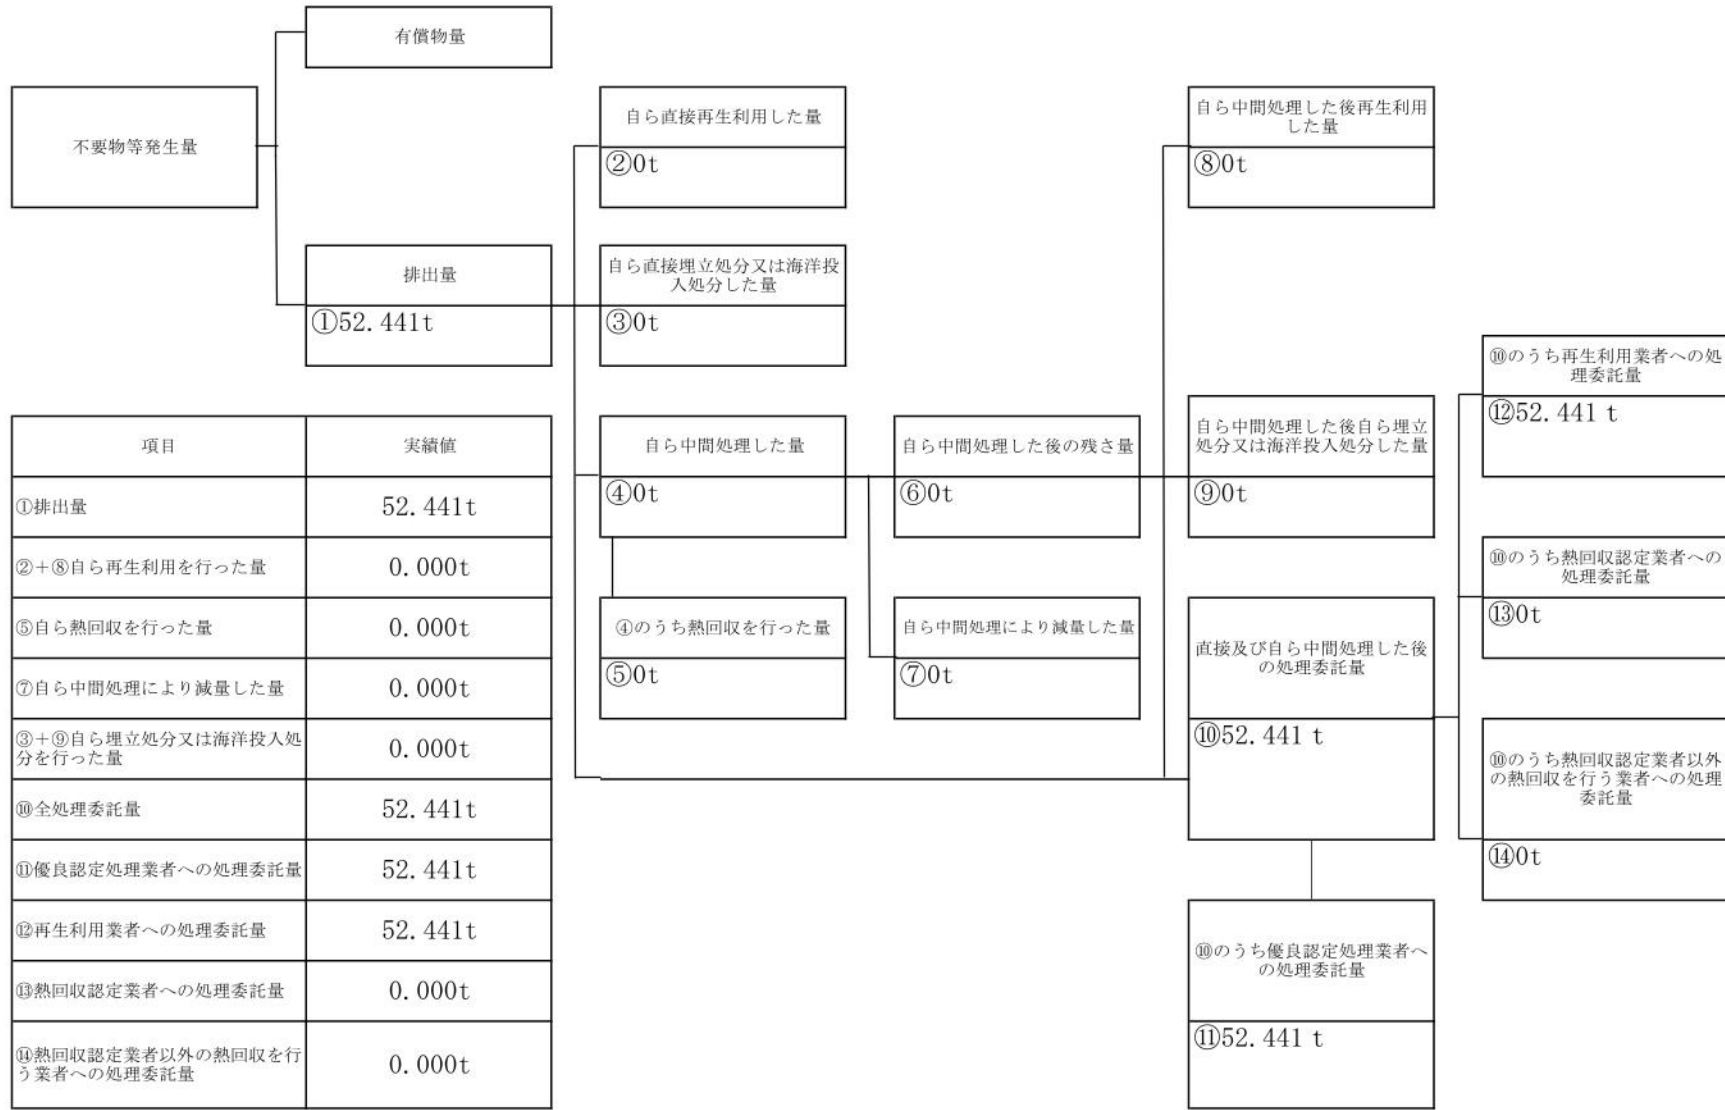 有償物量
不要物等発生量
自ら直接再生利用した量
②0t
自ら中間処理した後再生利用
した量
⑧0t
排出量
①52.441t
自ら直接埋立処分又は海洋投
入処分した量
③0t
⑩のうち再生利用業者への処
理委託量
⑫52.441 t
自ら中間処理した量
④0t
自ら中間処理した後の残さ量
⑥0t
自ら中間処理した後自ら埋立
処分又は海洋投入処分した量
⑨0t
⑩のうち熱回収認定業者への
処理委託量
⑬0t
④のうち熱回収を行った量
⑤0t
自ら中間処理により減量した量
⑦0t
直接及び自ら中間処理した後
の処理委託量
⑩52.441 t
⑩のうち熱回収認定業者以外
の熱回収を行う業者への処理
委託量
⑭0t
⑩のうち優良認定処理業者へ
の処理委託量
⑪52.441 t
項目 実績値
①排出量 52.441t
②+⑧自ら再生利用を行った量 0.000t
⑤自ら熱回収を行った量 0.000t
⑦自ら中間処理により減量した量 0.000t
③+⑨自ら埋立処分又は海洋投入処
分を行った量 0.000t
⑩全処理委託量 52.441t
⑪優良認定処理業者への処理委託量 52.441t
⑫再生利用業者への処理委託量 52.441t
⑬熱回収認定業者への処理委託量 0.000t
⑭熱回収認定業者以外の熱回収を行
う業者への処理委託量 0.000t